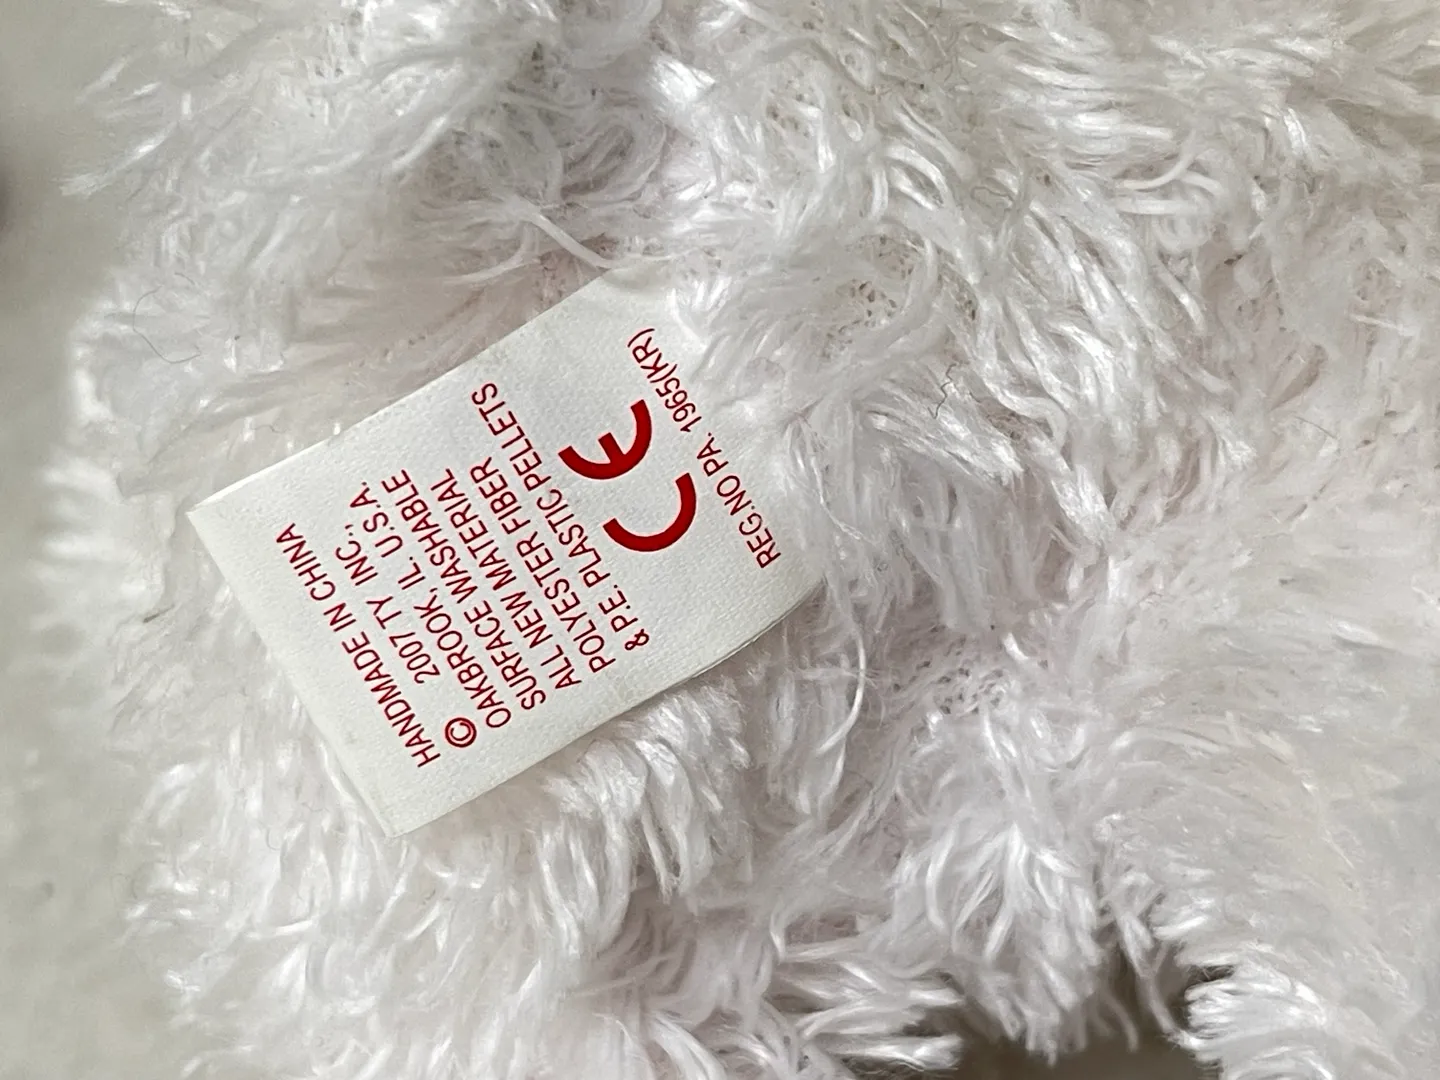 HANDMADE IN CHINA
© 2007 TY INC.,
OAKBROOK, IL. U.S.A.
SURFACE WASHABLE
ALL NEW MATERIAL
POLYESTER FIBER
& P.E. PLASTIC PELLETS
CE
REG.NO PA. 1965(KR)